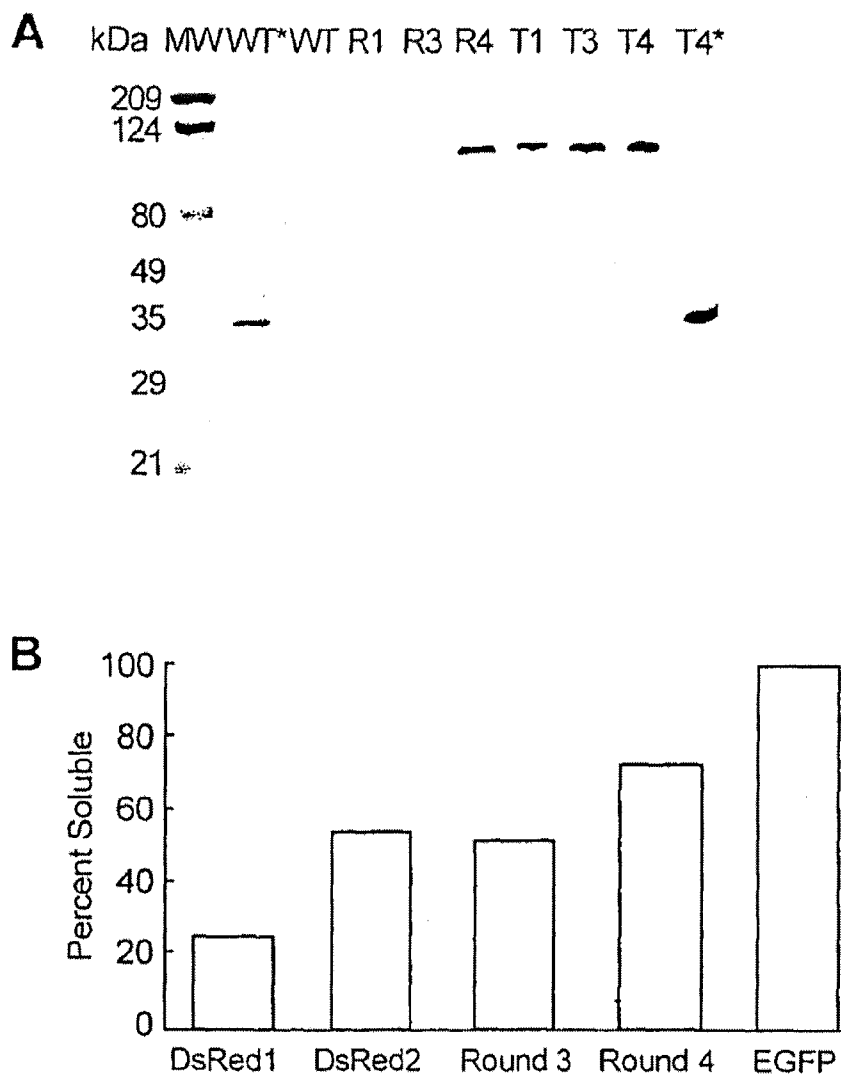 A
kDa MW WT* WT R1 R3 R4 T1 T3 T4 T4*
209
124
80
49
35
29
21
B
Percent Soluble
100
80
60
40
20
0
DsRed1 DsRed2 Round 3 Round 4 EGFP